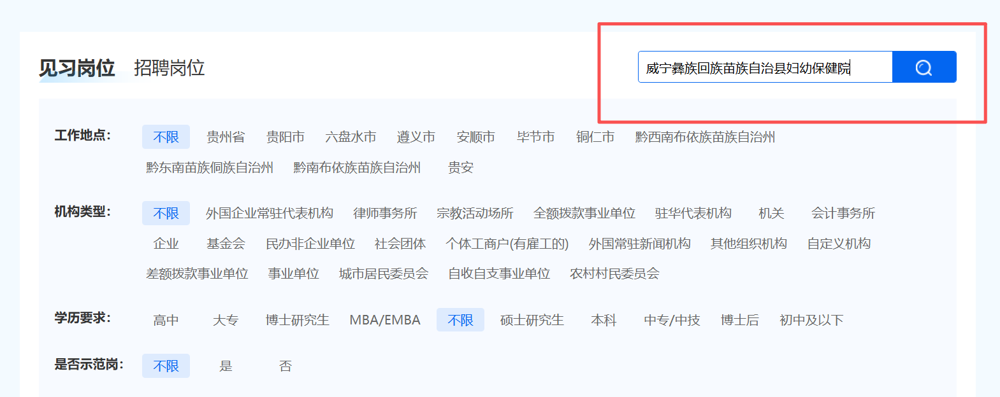 见习岗位 招聘岗位 威宁彝族回族苗族自治县妇幼保健院
工作地点： 不限 贵州省 贵阳市 六盘水市 遵义市 安顺市 毕节市 铜仁市 黔西南布依族苗族自治州
黔东南苗族侗族自治州 黔南布依族苗族自治州 贵安
机构类型： 不限 外国企业常驻代表机构 律师事务所 宗教活动场所 全额拨款事业单位 驻华代表机构 机关 会计事务所
企业 基金会 民办非企业单位 社会团体 个体工商户(有雇工的) 外国常驻新闻机构 其他组织机构 自定义机构
差额拨款事业单位 事业单位 城市居民委员会 自收自支事业单位 农村村民委员会
学历要求： 高中 大专 博士研究生 MBA/EMBA 不限 硕士研究生 本科 中专/中技 博士后 初中及以下
是否示范岗： 不限 是 否